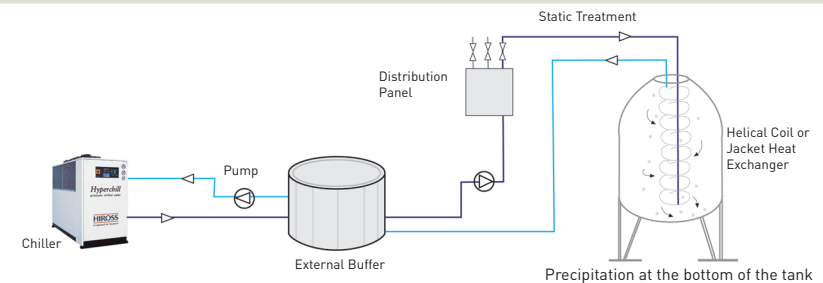 Static Treatment
Distribution
Panel
Helical Coil or
Jacket Heat
Exchanger
Pump
Hyperchill
HIROSS
Chiller
External Buffer
Precipitation at the bottom of the tank